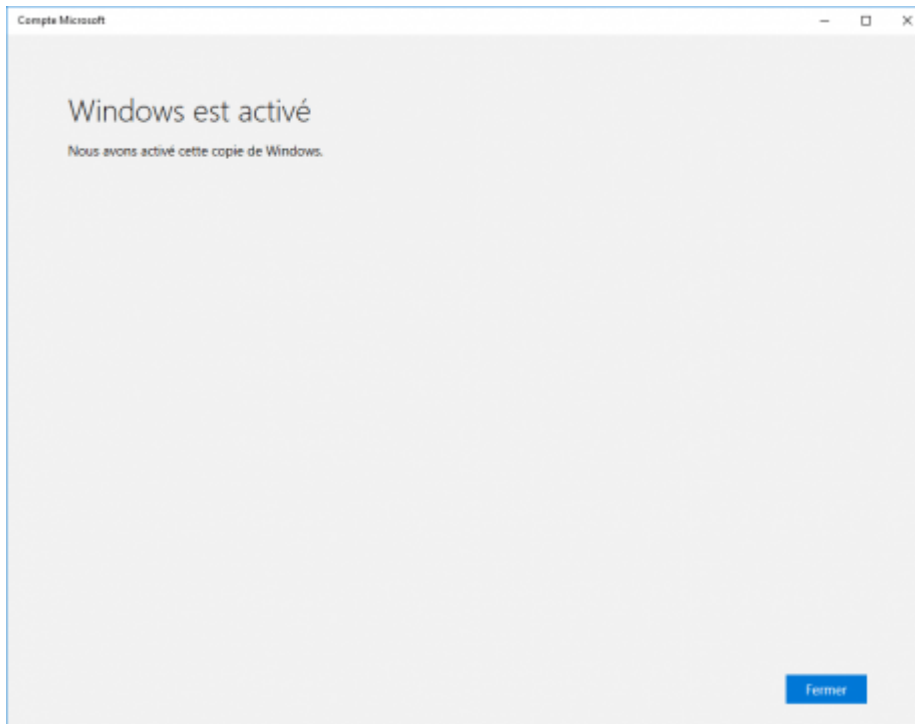 Compte Microsoft
Windows est activé
Nous avons activé cette copie de Windows.
Fermer